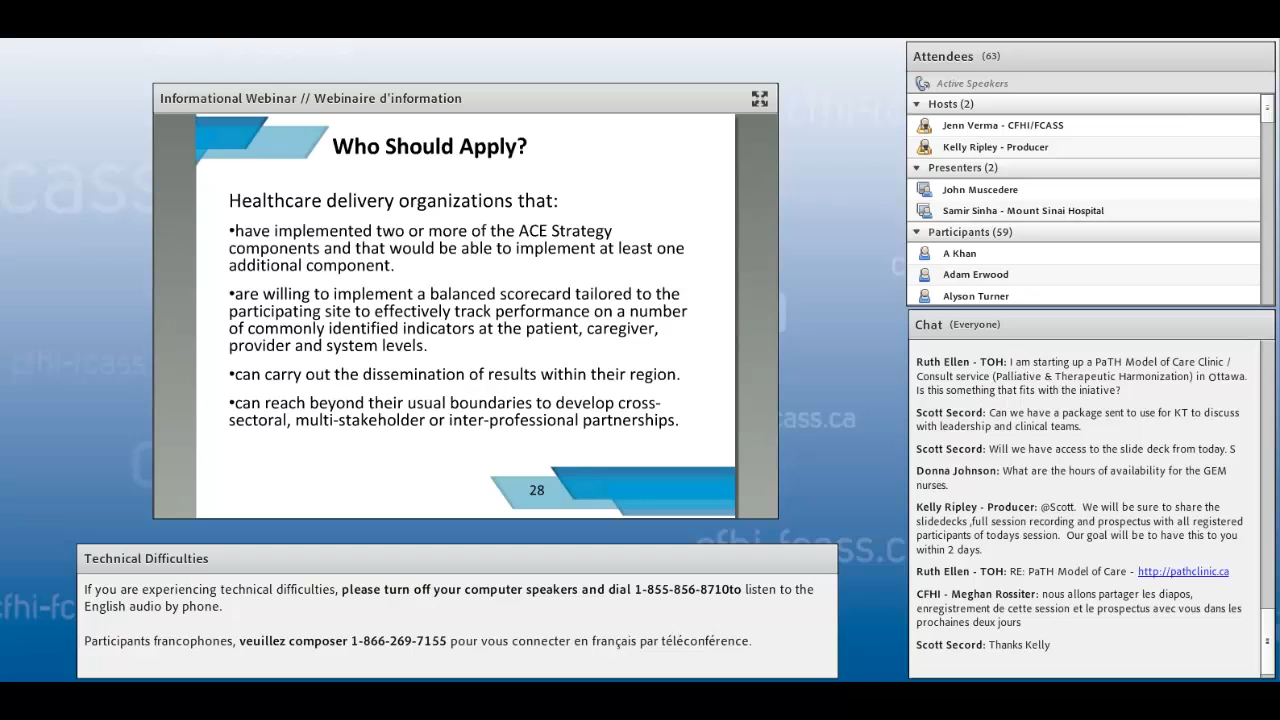 Informational Webinar // Webinaire d'information
Who Should Apply?
Healthcare delivery organizations that:
•have implemented two or more of the ACE Strategy
components and that would be able to implement at least one
additional component.
•are willing to implement a balanced scorecard tailored to the
participating site to effectively track performance on a number
of commonly identified indicators at the patient, caregiver,
provider and system levels.
•can carry out the dissemination of results within their region.
•can reach beyond their usual boundaries to develop cross-
sectoral, multi-stakeholder or inter-professional partnerships.
28
Technical Difficulties
If you are experiencing technical difficulties, please turn off your computer speakers and dial 1-855-856-8710to listen to the
English audio by phone.
Participants francophones, veuillez composer 1-866-269-7155 pour vous connecter en français par téléconférence.
Attendees (63)
Active Speakers
Hosts (2)
Jenn Verma - CFHI/FCASS
Kelly Ripley - Producer
Presenters (2)
John Muscedere
Samir Sinha - Mount Sinai Hospital
Participants (59)
A Khan
Adam Erwood
Alyson Turner
Chat (Everyone)
Ruth Ellen - TOH: I am starting up a PaTH Model of Care Clinic /
Consult service (Palliative & Therapeutic Harmonization) in Ottawa.
Is this something that fits with the iniative?
Scott Secord: Can we have a package sent to use for KT to discuss
with leadership and clinical teams.
Scott Secord: Will we have access to the slide deck from today. S
Donna Johnson: What are the hours of availability for the GEM
nurses.
Kelly Ripley - Producer: @Scott. We will be sure to share the
slidedecks ,full session recording and prospectus with all registered
participants of todays session. Our goal will be to have this to you
within 2 days.
Ruth Ellen - TOH: RE: PaTH Model of Care - http://pathclinic.ca
CFHI - Meghan Rossiter: nous allons partager les diapos,
enregistrement de cette session et le prospectus avec vous dans les
prochaines deux jours
Scott Secord: Thanks Kelly
cass
cass.ca
cfhi-fcass.c